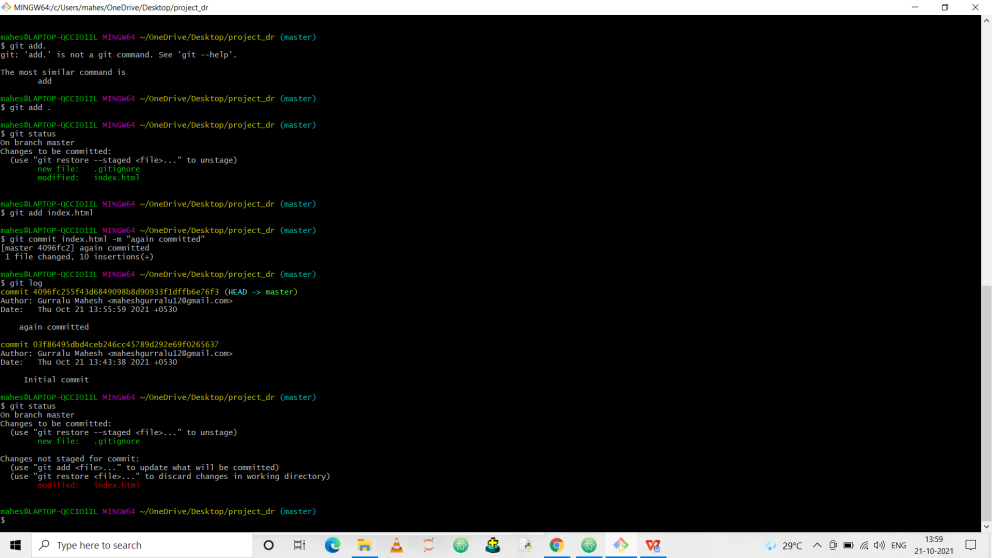 MINGW64:/c/Users/mahes/OneDrive/Desktop/project_dr
mahes@LAPTOP-QCCIO1IL MINGW64 ~/OneDrive/Desktop/project_dr (master)
$ git add.
git: 'add.' is not a git command. See 'git --help'.
The most similar command is
add
mahes@LAPTOP-QCCIO1IL MINGW64 ~/OneDrive/Desktop/project_dr (master)
$ git add .
mahes@LAPTOP-QCCIO1IL MINGW64 ~/OneDrive/Desktop/project_dr (master)
$ git status
On branch master
Changes to be committed:
(use "git restore --staged <file>..." to unstage)
new file: .gitignore
modified: index.html
mahes@LAPTOP-QCCIO1IL MINGW64 ~/OneDrive/Desktop/project_dr (master)
$ git add index.html
mahes@LAPTOP-QCCIO1IL MINGW64 ~/OneDrive/Desktop/project_dr (master)
$ git commit index.html -m "again committed"
[master 4096fc2] again committed
1 file changed, 10 insertions(+)
mahes@LAPTOP-QCCIO1IL MINGW64 ~/OneDrive/Desktop/project_dr (master)
$ git log
commit 4096fc255f43d6849098b8d90933f1dffb6e76f3 (HEAD -> master)
Author: Gurralu Mahesh <maheshgurralu12@gmail.com>
Date: Thu Oct 21 13:55:59 2021 +0530
again committed
commit 03f86495dbd4ceb246cc45789d292e69f0265637
Author: Gurralu Mahesh <maheshgurralu12@gmail.com>
Date: Thu Oct 21 13:43:38 2021 +0530
Initial commit
mahes@LAPTOP-QCCIO1IL MINGW64 ~/OneDrive/Desktop/project_dr (master)
$ git status
On branch master
Changes to be committed:
(use "git restore --staged <file>..." to unstage)
new file: .gitignore
Changes not staged for commit:
(use "git add <file>..." to update what will be committed)
(use "git restore <file>..." to discard changes in working directory)
modified: index.html
mahes@LAPTOP-QCCIO1IL MINGW64 ~/OneDrive/Desktop/project_dr (master)
$
Type here to search
29°C
ENG
13:59
21-10-2021